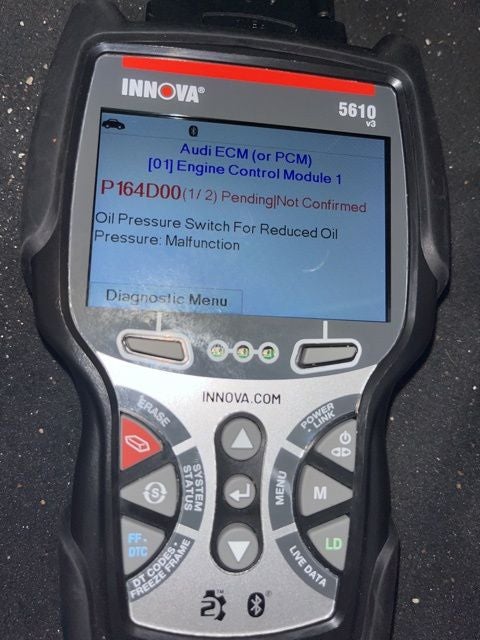 INNOVA®
5610
v3
Audi ECM (or PCM)
[01] Engine Control Module 1
P164D00(1/ 2) Pending|Not Confirmed
Oil Pressure Switch For Reduced Oil
Pressure: Malfunction
Diagnostic Menu
INNOVA.COM
ERASE
POWER • LINK
S
SYSTEM STATUS
MENU
M
FF•
DTC
LD
DT CODES •
FREEZE FRAME
LIVE DATA
2